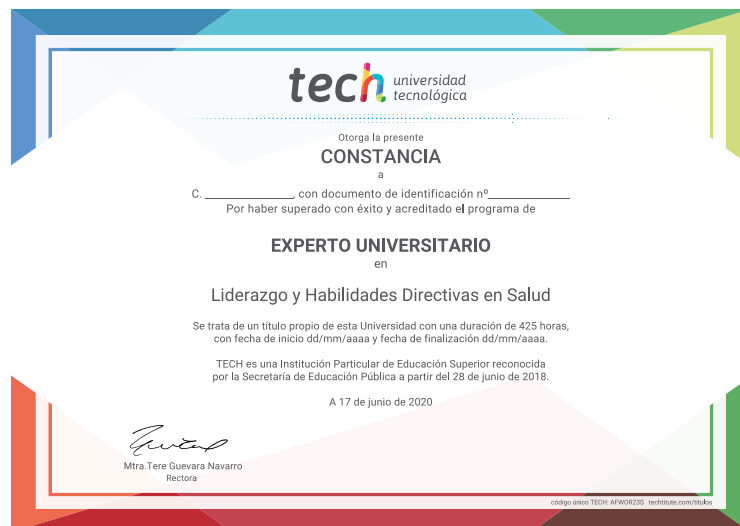 tech universidad
tecnológica
Otorga la presente
CONSTANCIA
a
C. ______________, con documento de identificación nº______________
Por haber superado con éxito y acreditado el programa de
EXPERTO UNIVERSITARIO
en
Liderazgo y Habilidades Directivas en Salud
Se trata de un título propio de esta Universidad con una duración de 425 horas,
con fecha de inicio dd/mm/aaaa y fecha de finalización dd/mm/aaaa.
TECH es una Institución Particular de Educación Superior reconocida
por la Secretaría de Educación Pública a partir del 28 de junio de 2018.
A 17 de junio de 2020
Mtra.Tere Guevara Navarro
Rectora
código único TECH: AFWOR23S techtitute.com/titulos